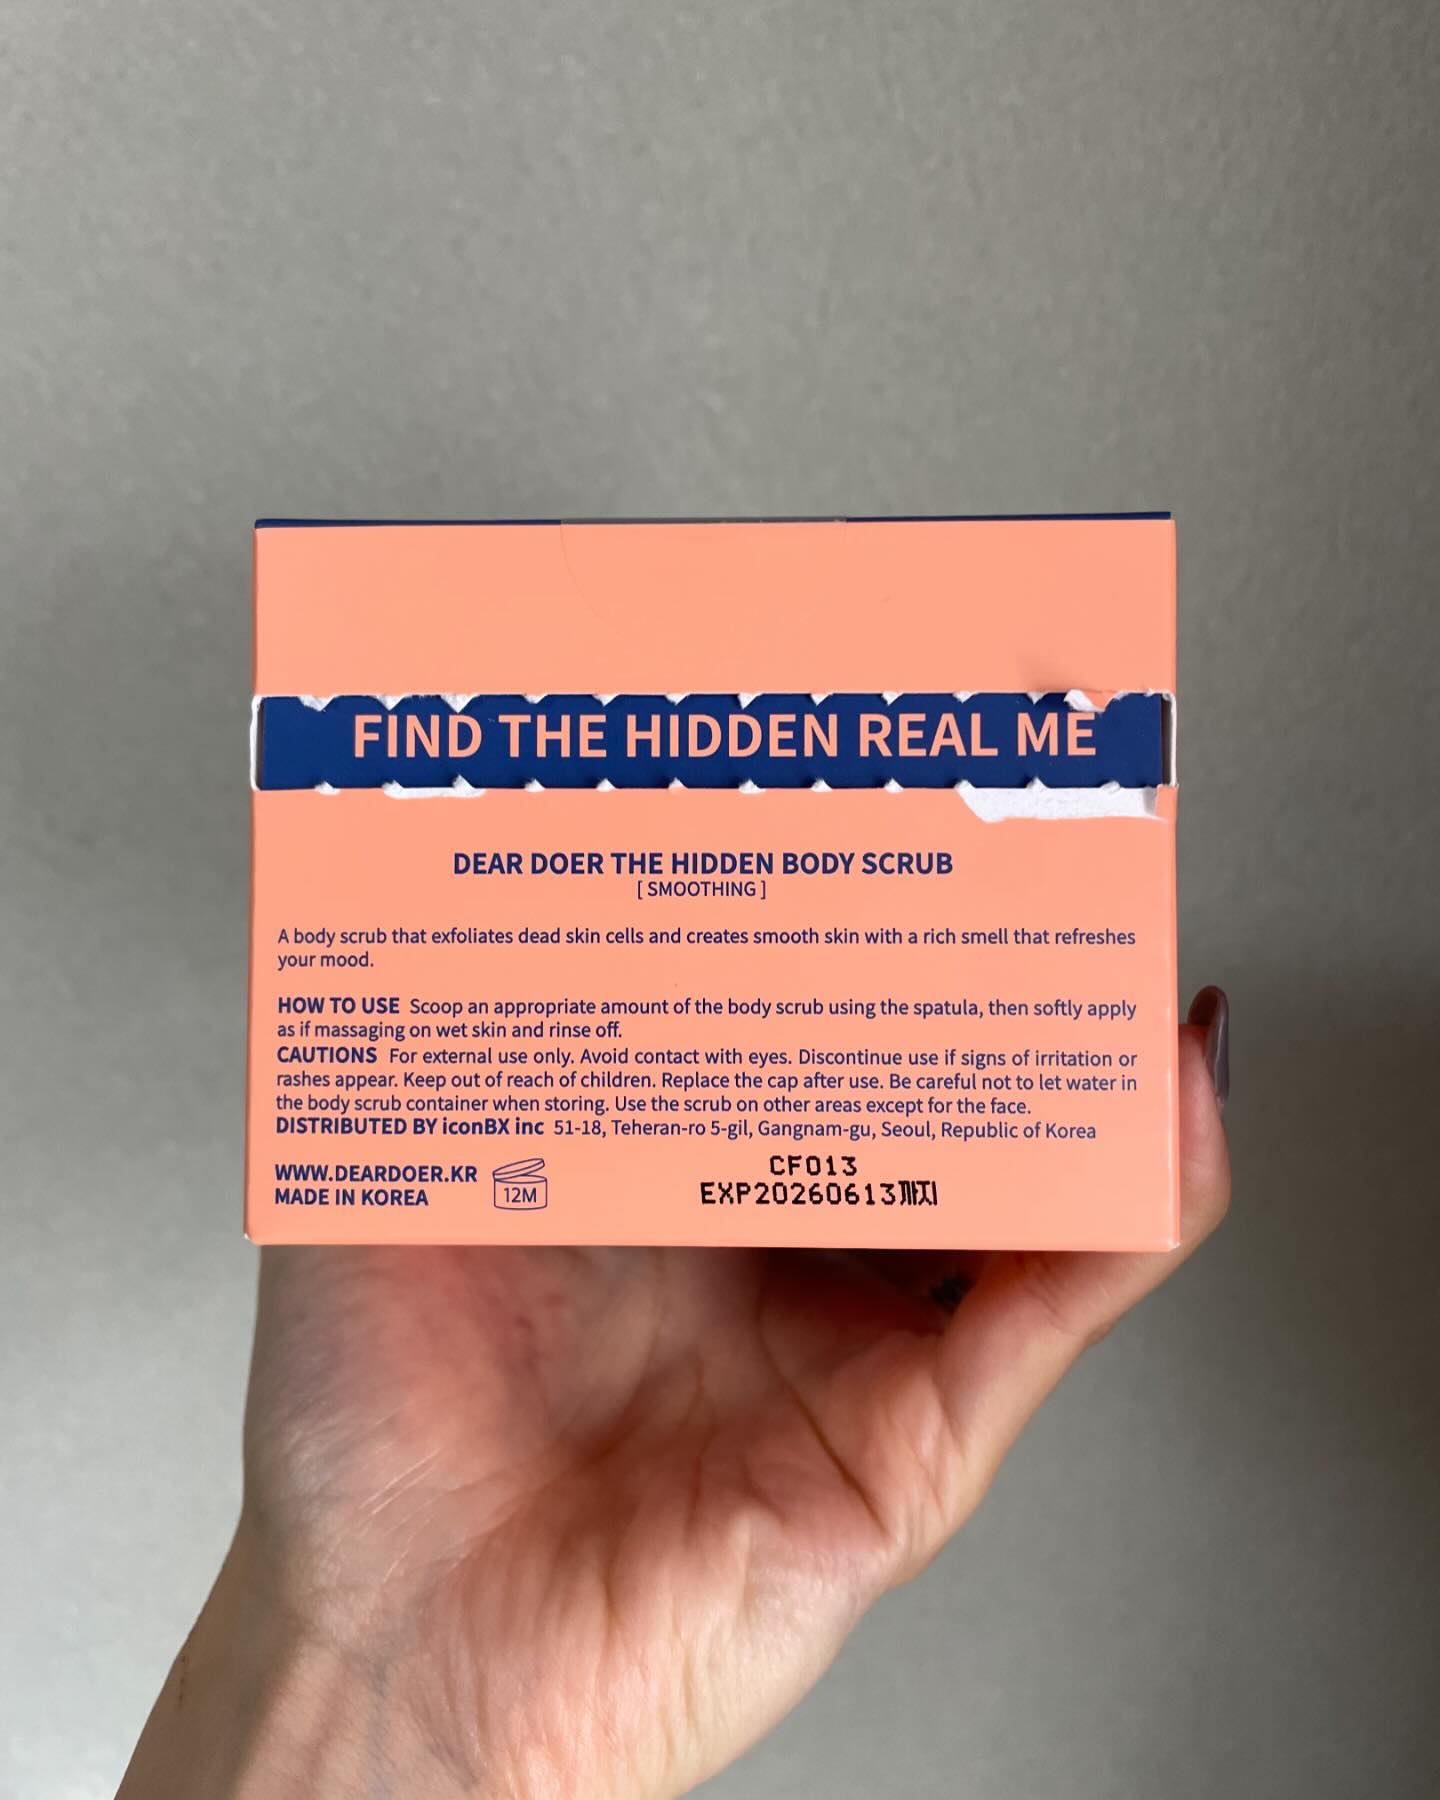 FIND THE HIDDEN REAL ME
DEAR DOER THE HIDDEN BODY SCRUB
[ SMOOTHING ]
A body scrub that exfoliates dead skin cells and creates smooth skin with a rich smell that refreshes
your mood.
HOW TO USE Scoop an appropriate amount of the body scrub using the spatula, then softly apply
as if massaging on wet skin and rinse off.
CAUTIONS For external use only. Avoid contact with eyes. Discontinue use if signs of irritation or
rashes appear. Keep out of reach of children. Replace the cap after use. Be careful not to let water in
the body scrub container when storing. Use the scrub on other areas except for the face.
DISTRIBUTED BY iconBX inc 51-18, Teheran-ro 5-gil, Gangnam-gu, Seoul, Republic of Korea
WWW.DEARDOER.KR
MADE IN KOREA
12M
CF013
EXP20260613까지